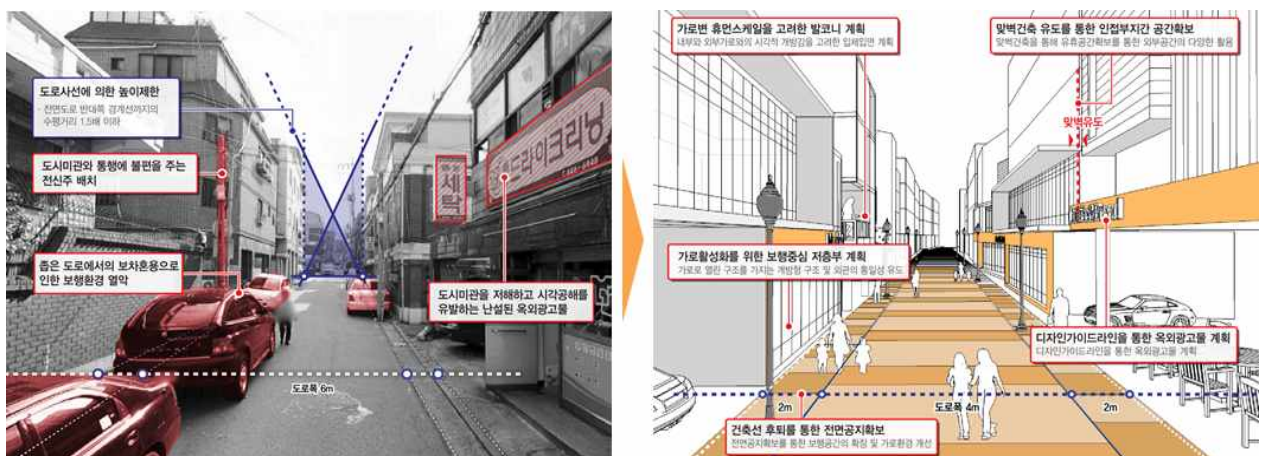 도로사선에 의한 높이제한
- 전면도로 반대쪽 경계선까지의
수평거리 1.5배 이하
도시미관와 통행에 불편을 주는
전신주 배치
좁은 도로에서의 보차혼용으로
인한 보행환경 열악
세탁
드라이크리닝
도시미관을 저해하고 시각공해를
유발하는 난설된 옥외광고물
도로폭 6m
가로변 휴먼스케일을 고려한 발코니 계획
내부와 외부가로와의 시각적 개방감을 고려한 입체입면 계획
맞벽건축 유도를 통한 인접부지간 공간확보
맞벽건축을 통해 유휴공간확보를 통한 외부공간의 다양한 활용
맞벽유도
가로활성화를 위한 보행중심 저층부 계획
가로로 열린 구조를 가지는 개방형 구조 및 외관의 통일성 유도
디자인가이드라인을 통한 옥외광고물 계획
디자인가이드라인을 통한 옥외광고물 계획
2m
도로폭 4m
2m
건축선 후퇴를 통한 전면공지확보
전면공지확보를 통한 보행공간의 확장 및 가로환경 개선